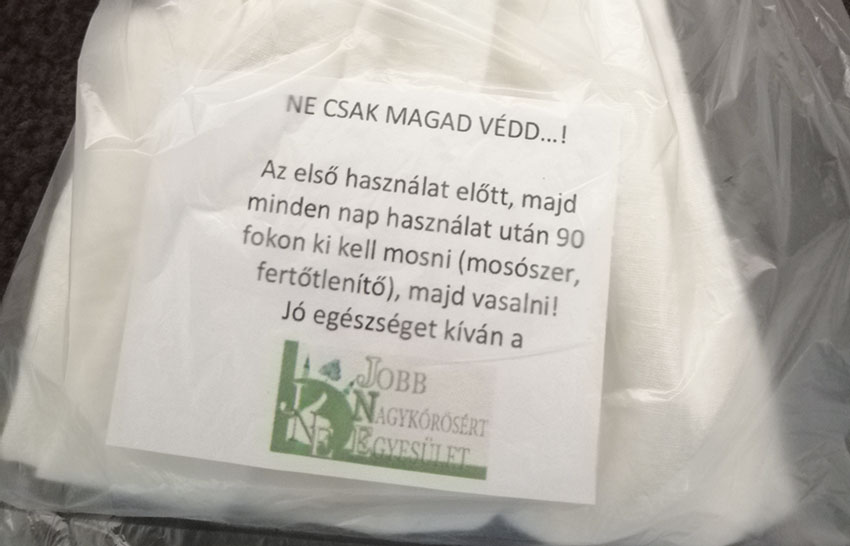 NE CSAK MAGAD VÉDD...!
Az első használat előtt, majd
minden nap használat után 90
fokon ki kell mosni (mosószer,
fertőtlenítő), majd vasalni!
Jó egészséget kíván a
JOBB
NAGYKŐRÖSÉRT
EGYESÜLET
JNE